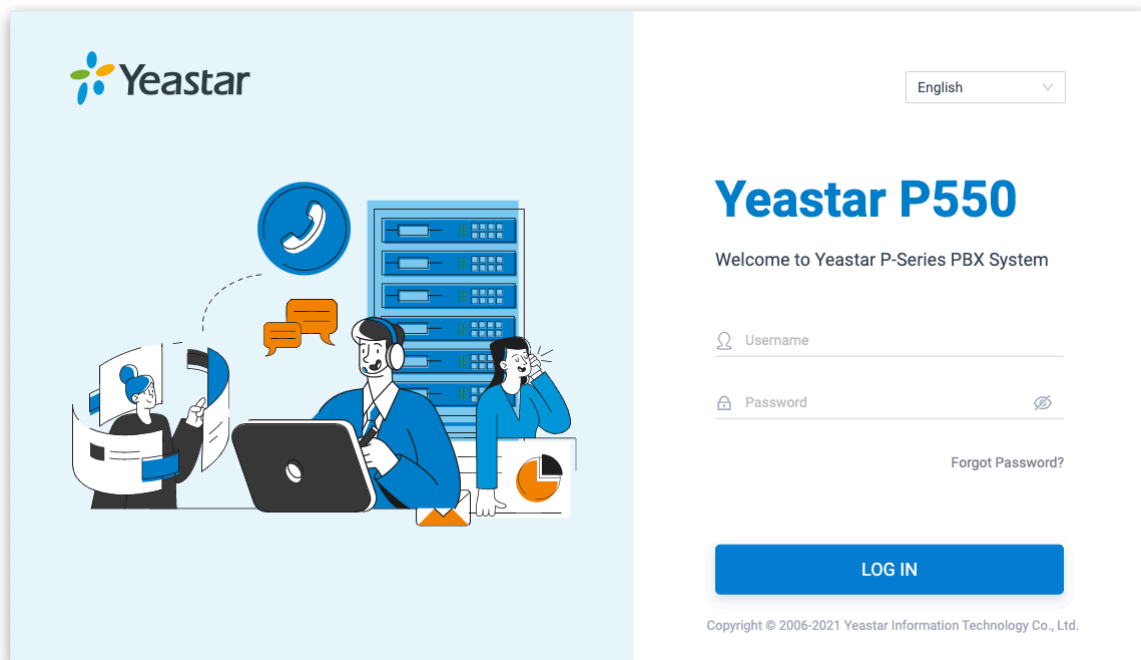 Yeastar
English
Yeastar P550
Welcome to Yeastar P-Series PBX System
Username
Password
Forgot Password?
LOG IN
Copyright © 2006-2021 Yeastar Information Technology Co., Ltd.